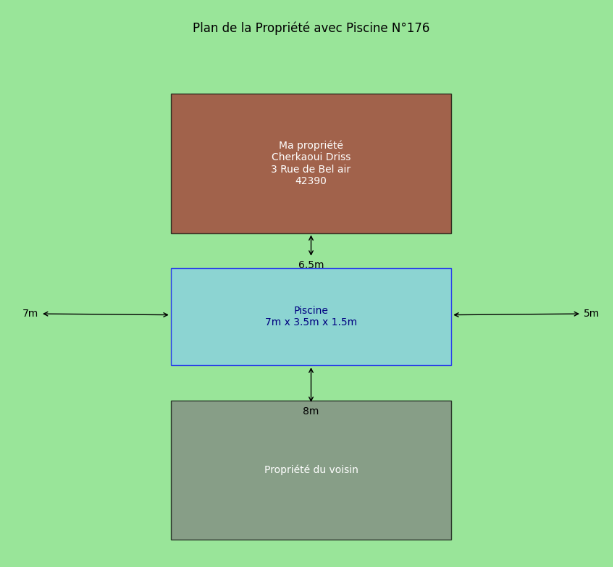 Plan de la Propriété avec Piscine N°176
Ma propriété
Cherkaoui Driss
3 Rue de Bel air
42390
6.5m
Piscine
7m x 3.5m x 1.5m
7m
5m
8m
Propriété du voisin